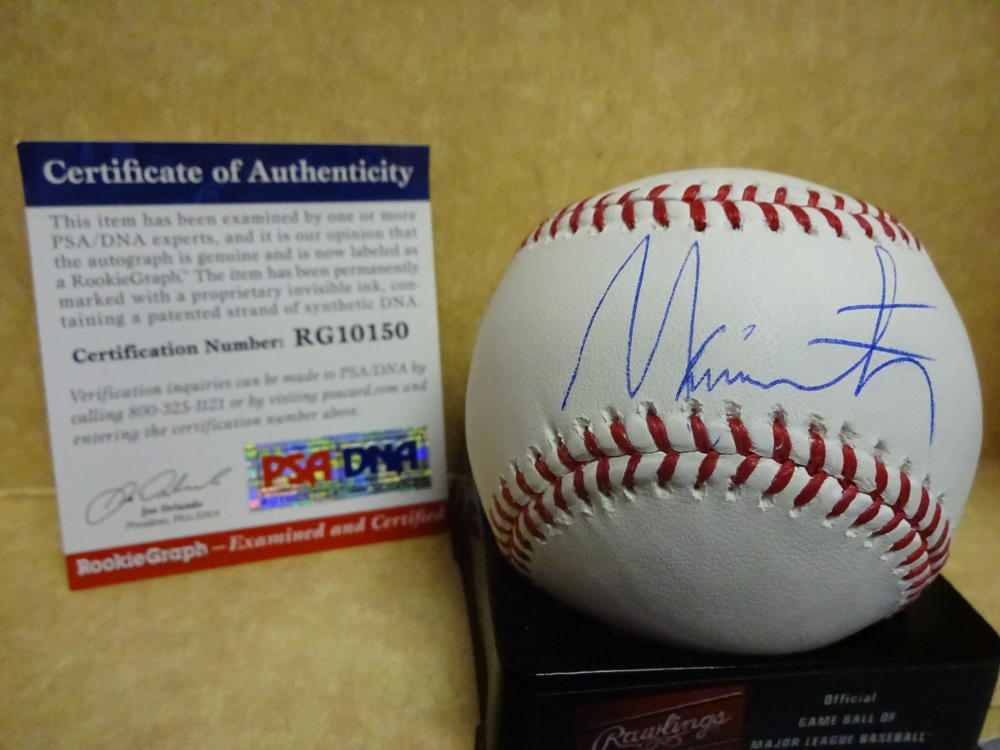 Certificate of Authenticity
This item has been examined by one or more
PSA/DNA experts, and it is our opinion that
the autograph is genuine and is now labeled as
a RookieGraph.™ The item has been permanently
marked with a proprietary invisible ink, con-
taining a patented strand of synthetic DNA.
Certification Number: RG10150
Verification inquiries can be made to PSA/DNA by
calling 800-325-1121 or by visiting psacard.com and
entering the certification number above.
PSA DNA
Joe Orlando
President, PSA/DNA
RookieGraph – Examined and Certified
Rawlings
Official
GAME BALL OF
MAJOR LEAGUE BASEBALL